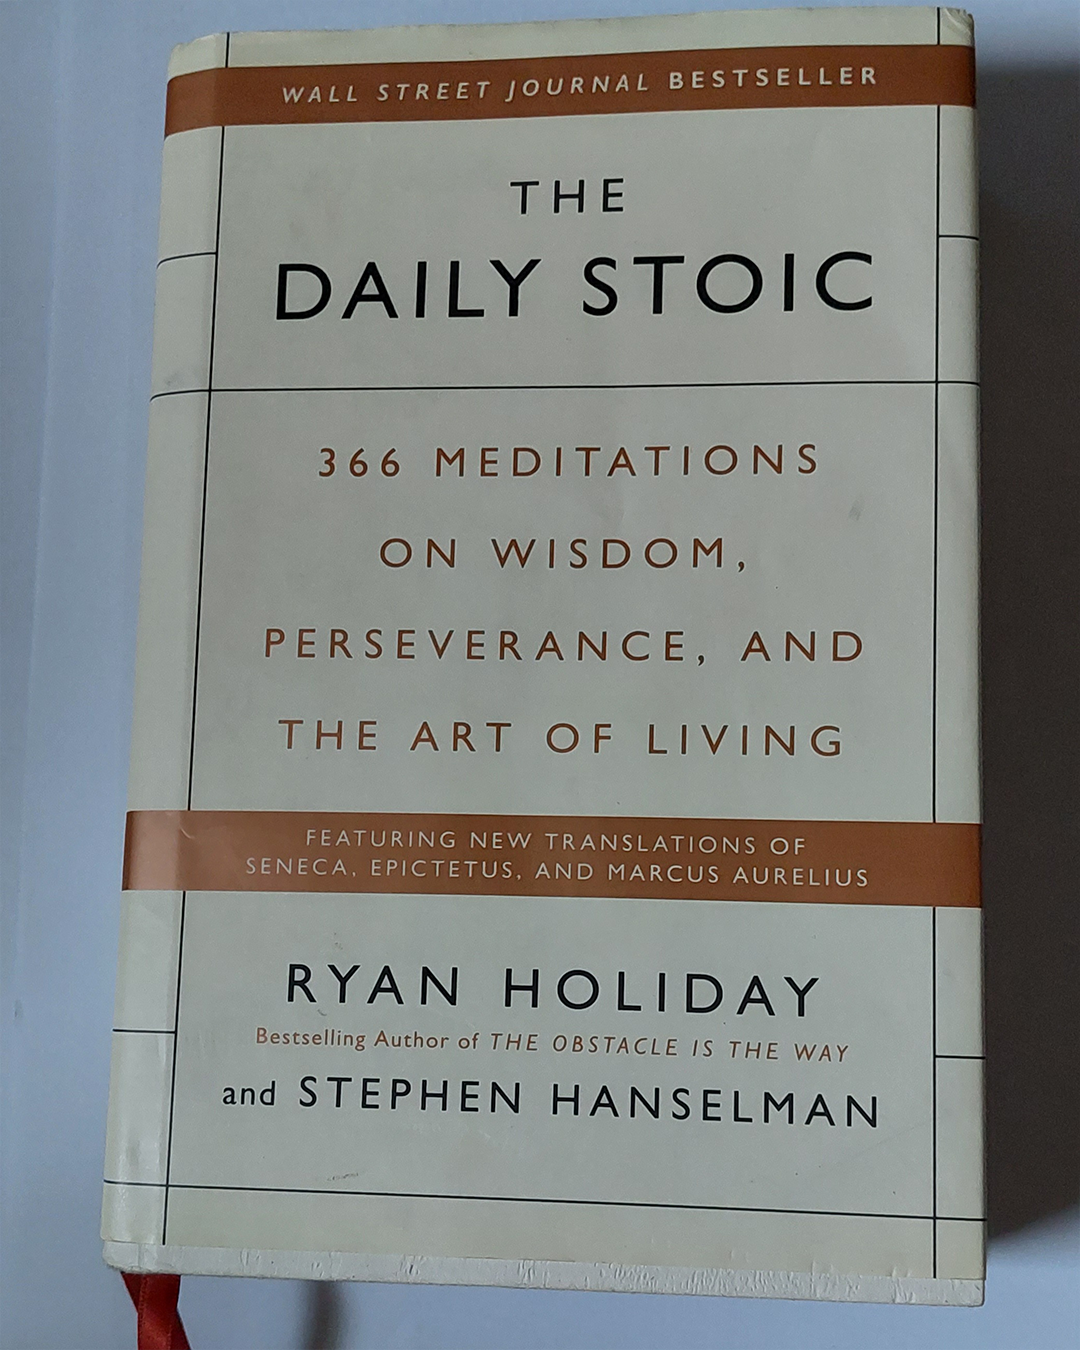 WALL STREET JOURNAL BESTSELLER
THE
DAILY STOIC
366 MEDITATIONS
ON WISDOM,
PERSEVERANCE, AND
THE ART OF LIVING
FEATURING NEW TRANSLATIONS OF
SENECA, EPICTETUS, AND MARCUS AURELIUS
RYAN HOLIDAY
Bestselling Author of THE OBSTACLE IS THE WAY
and STEPHEN HANSELMAN